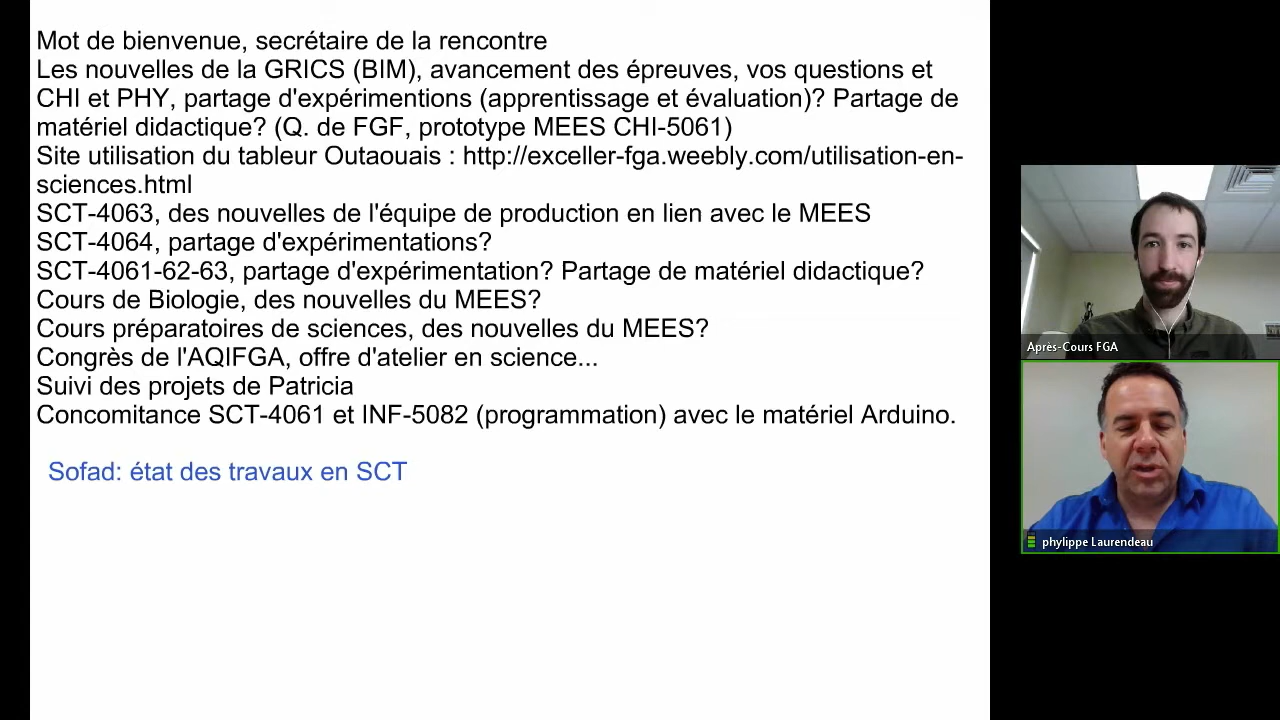 Mot de bienvenue, secrétaire de la rencontre
Les nouvelles de la GRICS (BIM), avancement des épreuves, vos questions et
CHI et PHY, partage d'expérimentions (apprentissage et évaluation)? Partage de
matériel didactique? (Q. de FGF, prototype MEES CHI-5061)
Site utilisation du tableur Outaouais : http://exceller-fga.weebly.com/utilisation-en-
sciences.html
SCT-4063, des nouvelles de l'équipe de production en lien avec le MEES
SCT-4064, partage d'expérimentations?
SCT-4061-62-63, partage d'expérimentation? Partage de matériel didactique?
Cours de Biologie, des nouvelles du MEES?
Cours préparatoires de sciences, des nouvelles du MEES?
Congrès de l'AQIFGA, offre d'atelier en science...
Suivi des projets de Patricia
Concomitance SCT-4061 et INF-5082 (programmation) avec le matériel Arduino.
Sofad: état des travaux en SCT
Après-Cours FGA
phylippe Laurendeau